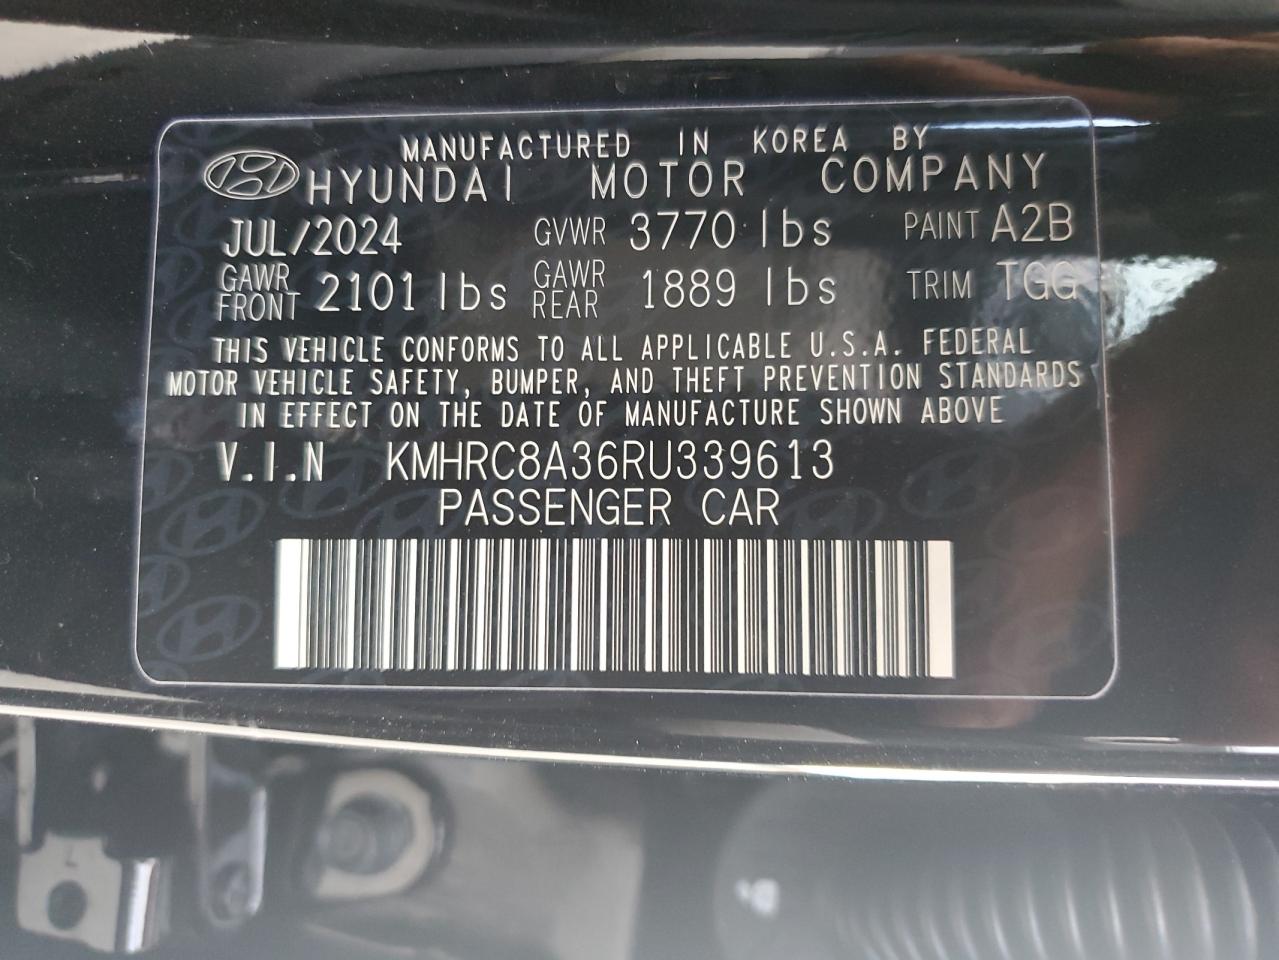 MANUFACTURED IN KOREA BY
HYUNDAI MOTOR COMPANY
JUL/2024 GVWR 3770 lbs PAINT A2B
GAWR FRONT 2101 lbs GAWR REAR 1889 lbs TRIM TGG
THIS VEHICLE CONFORMS TO ALL APPLICABLE U.S.A. FEDERAL
MOTOR VEHICLE SAFETY, BUMPER, AND THEFT PREVENTION STANDARDS
IN EFFECT ON THE DATE OF MANUFACTURE SHOWN ABOVE
V.I.N KMHRC8A36RU339613
PASSENGER CAR